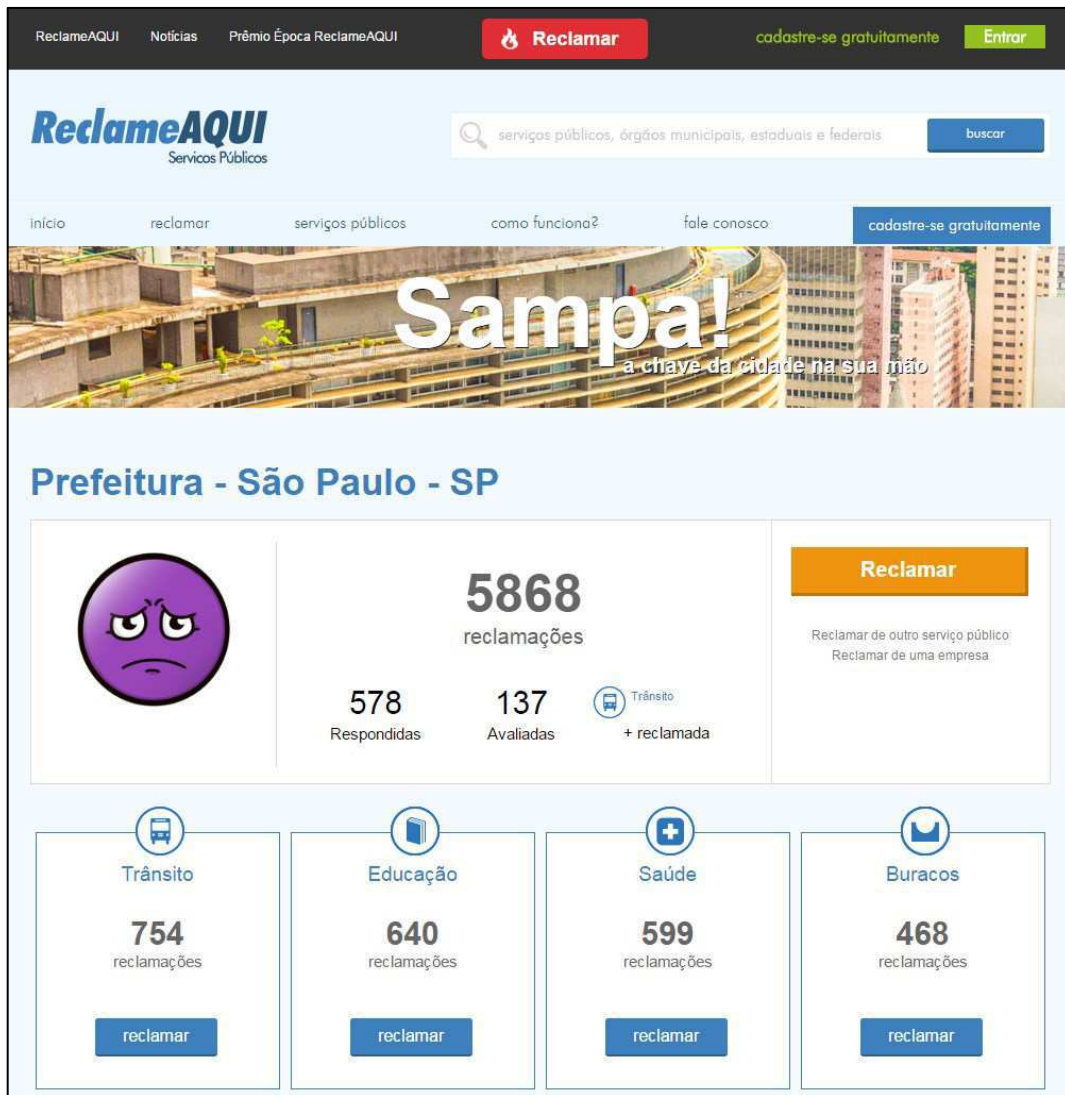 ReclameAQUI Notícias Prêmio Época ReclameAQUI Reclamar cadastre-se gratuitamente Entrar
ReclameAQUI
Servicos Públicos
serviços públicos, órgãos municipais, estaduais e federais buscar
início reclamar serviços públicos como funciona? fale conosco cadastre-se gratuitamente
Sampa!
a chave da cidade na sua mão
Prefeitura - São Paulo - SP
5868
reclamações
578 137 Trânsito
Respondidas Avaliadas + reclamada
Reclamar
Reclamar de outro serviço público
Reclamar de uma empresa
Trânsito Educação Saúde Buracos
754 640 599 468
reclamações reclamações reclamações reclamações
reclamar reclamar reclamar reclamar